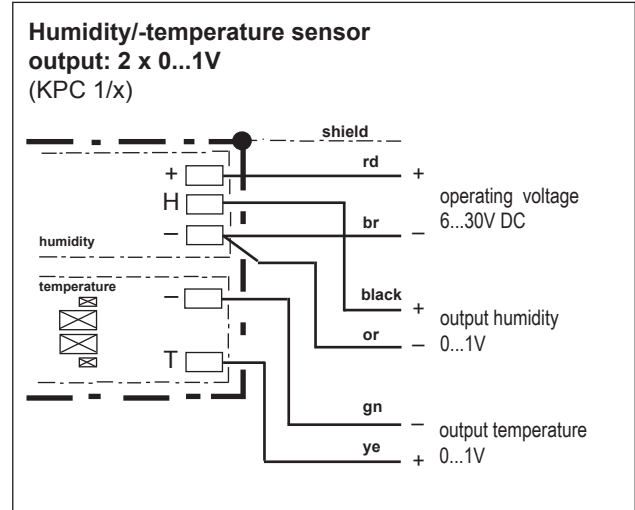 Humidity/-temperature sensor
output: 2 x 0...1V
(KPC 1/x)
shield
rd
+
+
operating voltage
6...30V DC
H
br
–
–
humidity
temperature
–
black
+
output humidity
or
–
0...1V
T
gn
–
output temperature
ye
+
0...1V